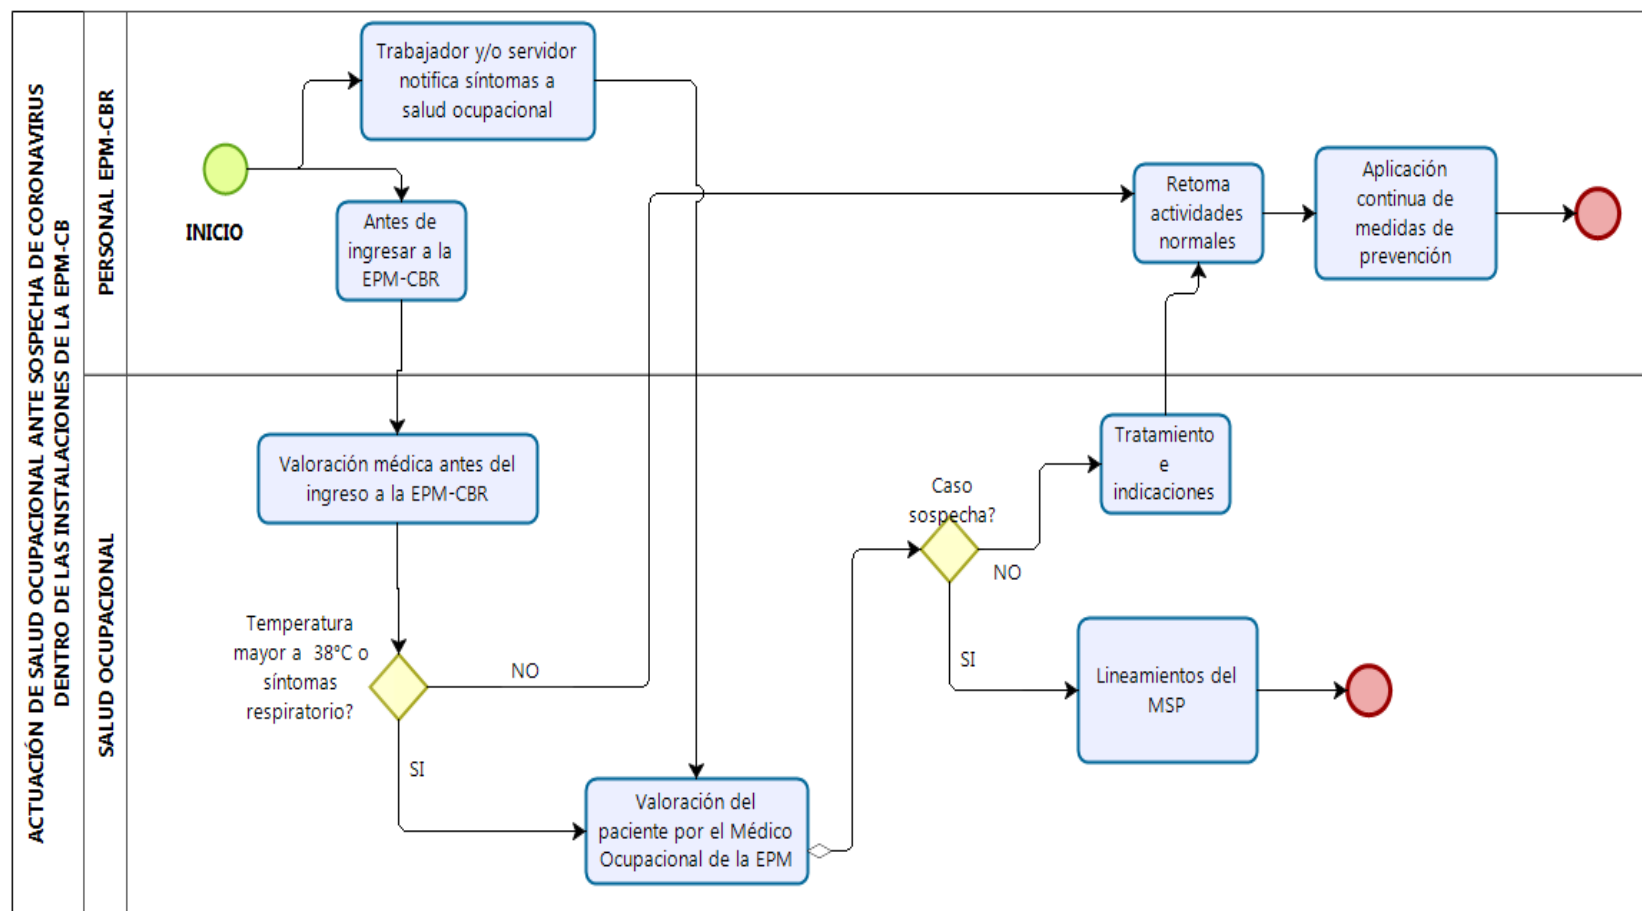 ACTUACIÓN DE SALUD OCUPACIONAL ANTE SOSPECHA DE CORONAVIRUS
DENTRO DE LAS INSTALACIONES DE LA EPM-CB
PERSONAL EPM-CBR
Trabajador y/o servidor
notifica síntomas a
salud ocupacional
INICIO
Antes de
ingresar a la
EPM-CBR
Retoma
actividades
normales
Aplicación
continua de
medidas de
prevención
SALUD OCUPACIONAL
Valoración médica antes del
ingreso a la EPM-CBR
Temperatura
mayor a 38°C o
síntomas
respiratorio?
NO
SI
Valoración del
paciente por el Médico
Ocupacional de la EPM
Caso
sospecha?
NO
SI
Tratamiento
e
indicaciones
Lineamientos del
MSP